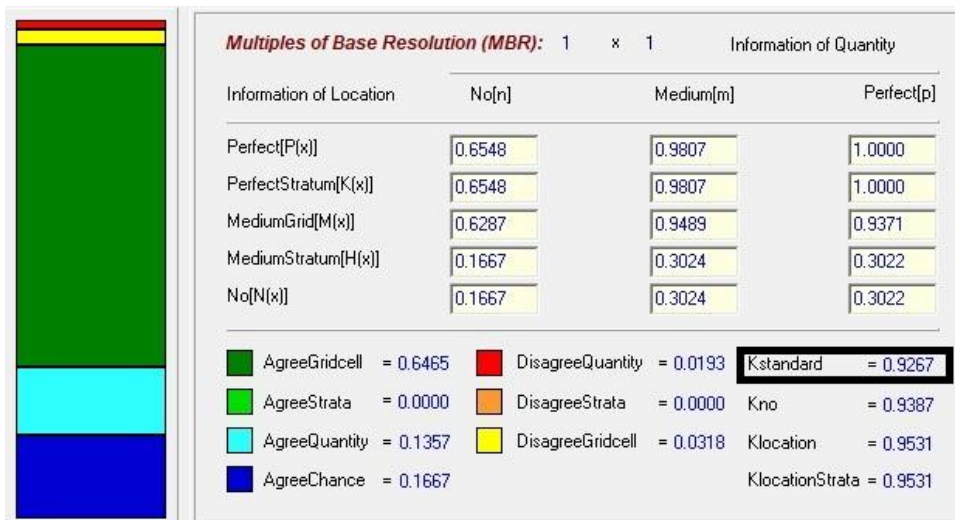 Multiples of Base Resolution (MBR): 1 x 1 Information of Quantity
Information of Location No[n] Medium[m] Perfect[p]
Perfect[P(x)] 0.6548 0.9807 1.0000
PerfectStratum[K(x)] 0.6548 0.9807 1.0000
MediumGrid[M(x)] 0.6287 0.9489 0.9371
MediumStratum[H(x)] 0.1667 0.3024 0.3022
No[N(x)] 0.1667 0.3024 0.3022
AgreeGridcell = 0.6465 DisagreeQuantity = 0.0193 Kstandard = 0.9267
AgreeStrata = 0.0000 DisagreeStrata = 0.0000 Kno = 0.9387
AgreeQuantity = 0.1357 DisagreeGridcell = 0.0318 Klocation = 0.9531
AgreeChance = 0.1667 KlocationStrata = 0.9531